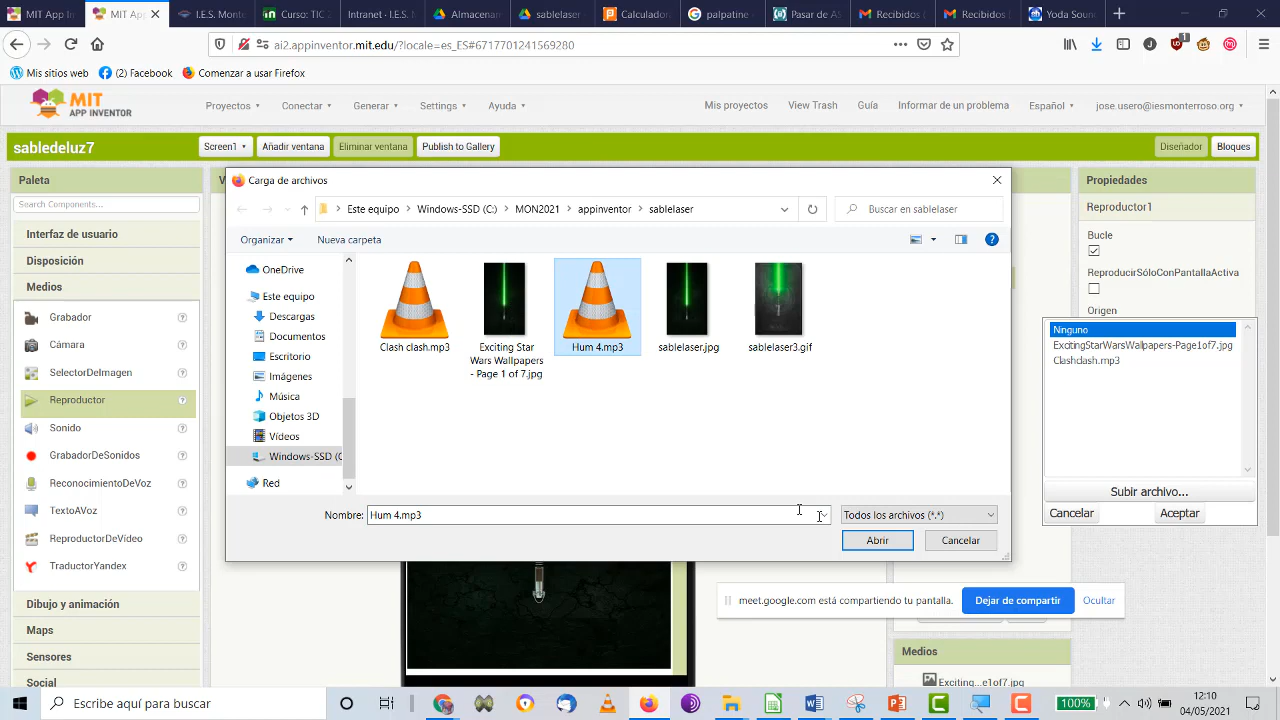 MIT App In
MIT App
I.E.S. Mont
Curso: TIC 2
Intranet - I.E.S. I
Almacena
sablelaser -
Calculador
palpatine -
Pasar de AS
Recibidos (
Recibidos (
Yoda Soun
ai2.appinventor.mit.edu/?locale=es_ES#6717701241569280
1
Mis sitios web
(2) Facebook
Comenzar a usar Firefox
MIT
APP INVENTOR
Proyectos
Conectar
Generar
Settings
Ayuda
Mis proyectos
View Trash
Guía
Informar de un problema
Español
jose.usero@iesmonterroso.org
sabledeluz7
Screen1
Añadir ventana
Eliminar ventana
Publish to Gallery
Diseñador
Bloques
Paleta
Search Components...
Interfaz de usuario
Disposición
Medios
Grabador
Cámara
SelectorDeImagen
Reproductor
Sonido
GrabadorDeSonidos
ReconocimientoDeVoz
TextoAVoz
ReproductorDeVídeo
TraductorYandex
Dibujo y animación
Maps
Sensores
Social
Carga de archivos
Este equipo
Windows-SSD (C:)
MON2021
appinventor
sablelaser
Buscar en sablelaser
Organizar
Nueva carpeta
OneDrive
Este equipo
Descargas
Documentos
Escritorio
Imágenes
Música
Objetos 3D
Vídeos
Windows-SSD (C
Red
Clash clash.mp3
Exciting Star
Wars Wallpapers
- Page 1 of 7.jpg
Hum 4.mp3
sablelaser.jpg
sablelaser3.gif
Nombre:
Hum 4.mp3
Todos los archivos (*.*)
Abrir
Cancelar
Propiedades
Reproductor1
Bucle
ReproducirSóloConPantallaActiva
Origen
Ninguno
ExcitingStarWarsWallpapers-Page1of7.jpg
Clashclash.mp3
Subir archivo...
Cancelar
Aceptar
meet.google.com está compartiendo tu pantalla.
Dejar de compartir
Ocultar
Medios
Exciting...e1of7.jpg
Escribe aquí para buscar
100%
12:10
04/05/2021